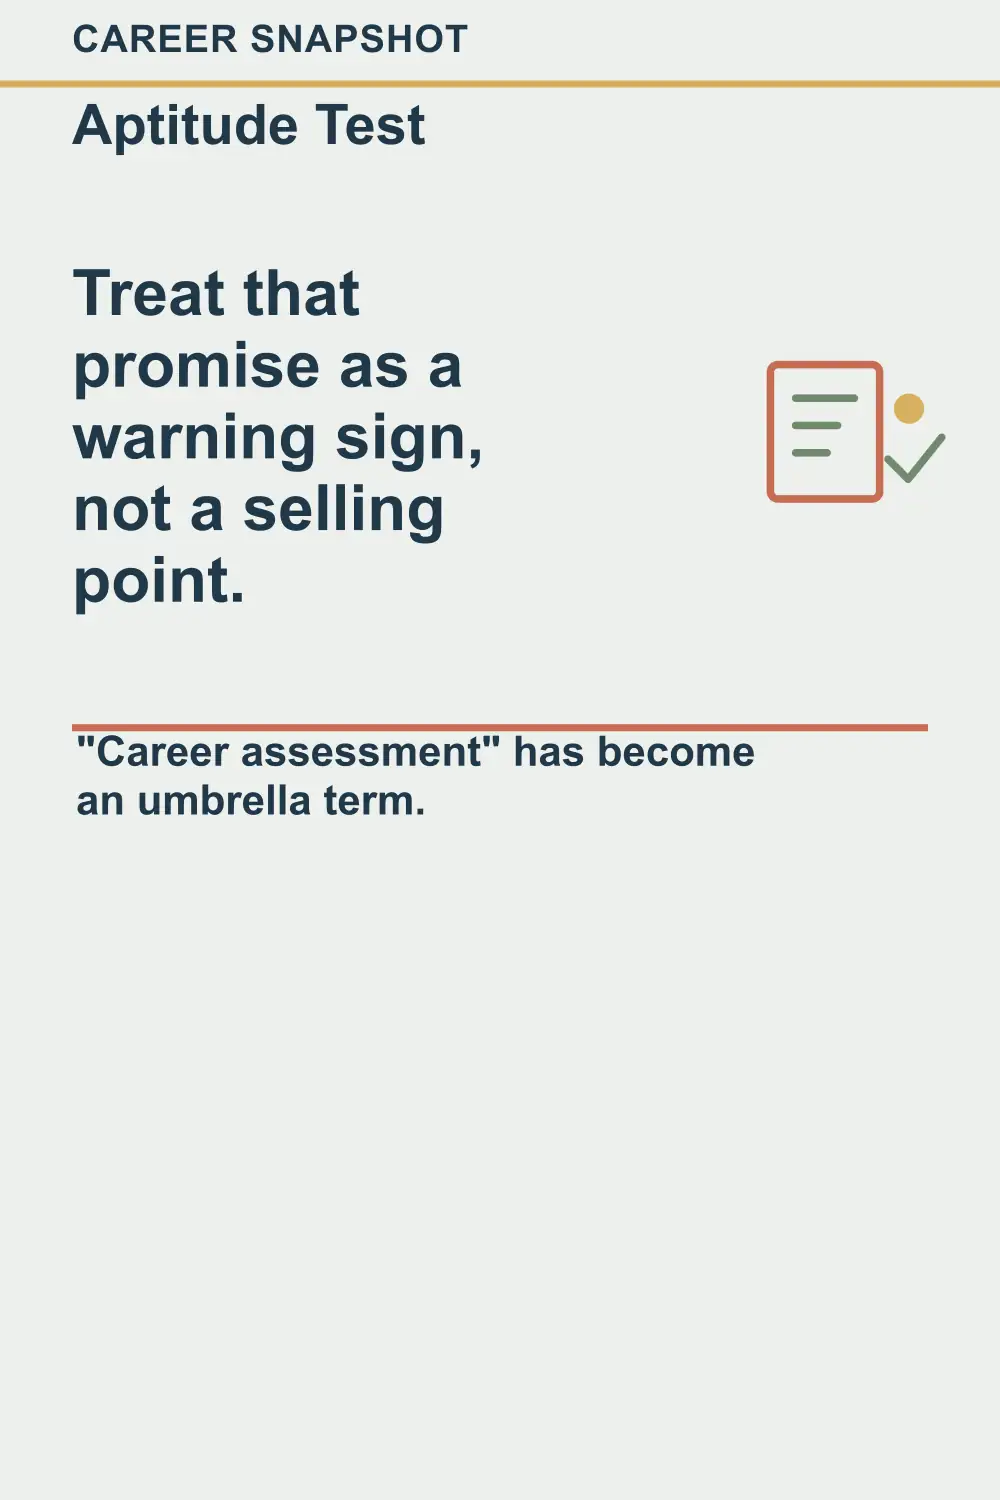 CAREER SNAPSHOT
Aptitude Test
Treat that
promise as a
warning sign,
not a selling
point.
"Career assessment" has become
an umbrella term.